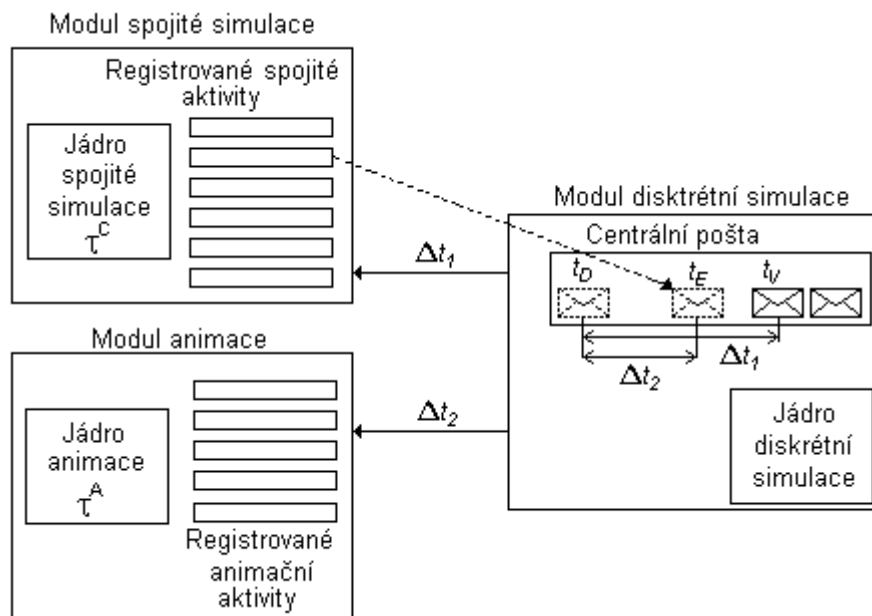 Modul spojité simulace
Registrované spojité
aktivity
Jádro
spojité
simulace
τC
Δt1
Modul disktrétní simulace
Centrální pošta
tD
tE
tV
Δt1
Δt2
Jádro
diskrétní
simulace
Modul animace
Jádro
animace
τA
Registrované
animační
aktivity
Δt2